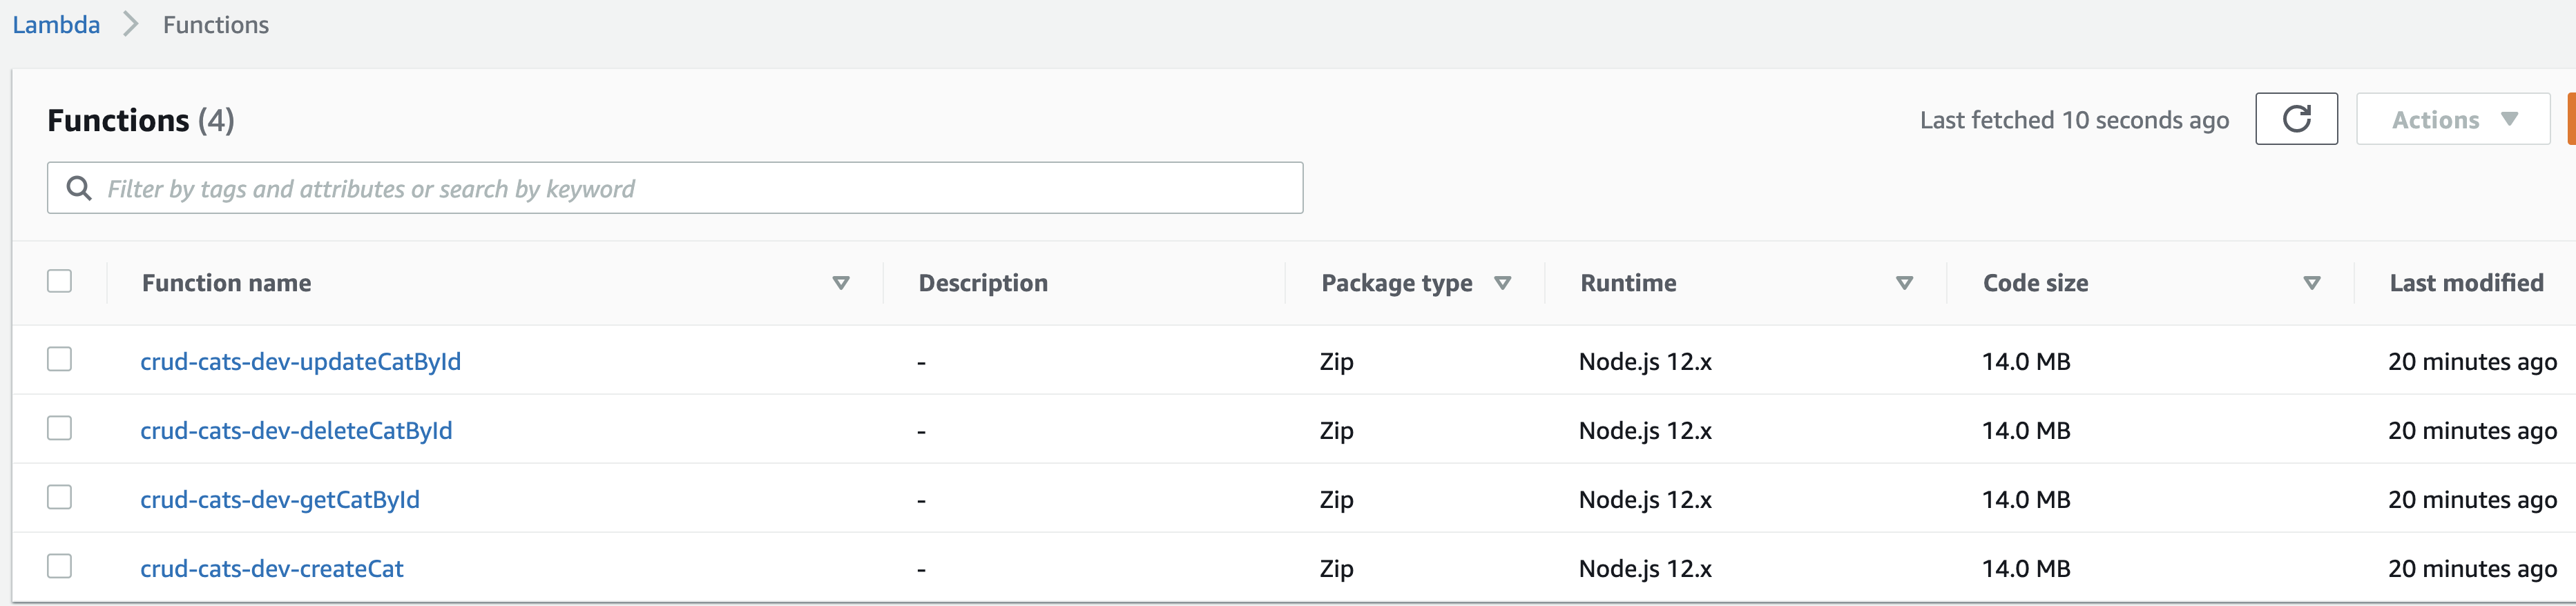 Lambda Functions
Functions (4)
Last fetched 10 seconds ago Actions
Filter by tags and attributes or search by keyword
Function name Description Package type Runtime Code size Last modified
crud-cats-dev-updateCatById - Zip Node.js 12.x 14.0 MB 20 minutes ago
crud-cats-dev-deleteCatById - Zip Node.js 12.x 14.0 MB 20 minutes ago
crud-cats-dev-getCatById - Zip Node.js 12.x 14.0 MB 20 minutes ago
crud-cats-dev-createCat - Zip Node.js 12.x 14.0 MB 20 minutes ago